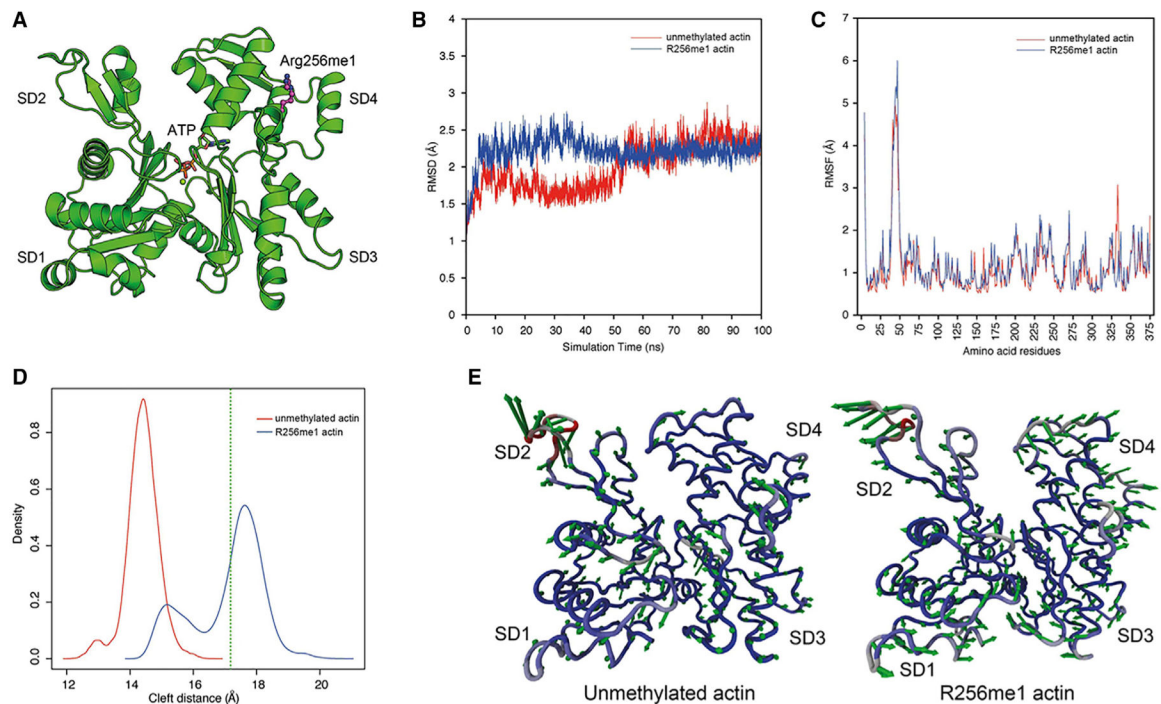 A
Arg256me1
SD2
SD4
ATP
SD1
SD3
B
4
3.5
3
2.5
2
1.5
1
0.5
0
RMSD (Å)
unmethylated actin
R256me1 actin
0 10 20 30 40 50 60 70 80 90 100
Simulation Time (ns)
C
7
6
5
4
3
2
1
0
RMSF (Å)
unmethylated actin
R256me1 actin
0 25 50 75 100 125 150 175 200 225 250 275 300 325 350 375
Amino acid residues
D
0.8
0.6
0.4
0.2
0.0
Density
unmethylated actin
R256me1 actin
12 14 16 18 20
Cleft distance (Å)
E
SD2
SD4
SD1
SD3
Unmethylated actin
SD2
SD4
SD1
SD3
R256me1 actin